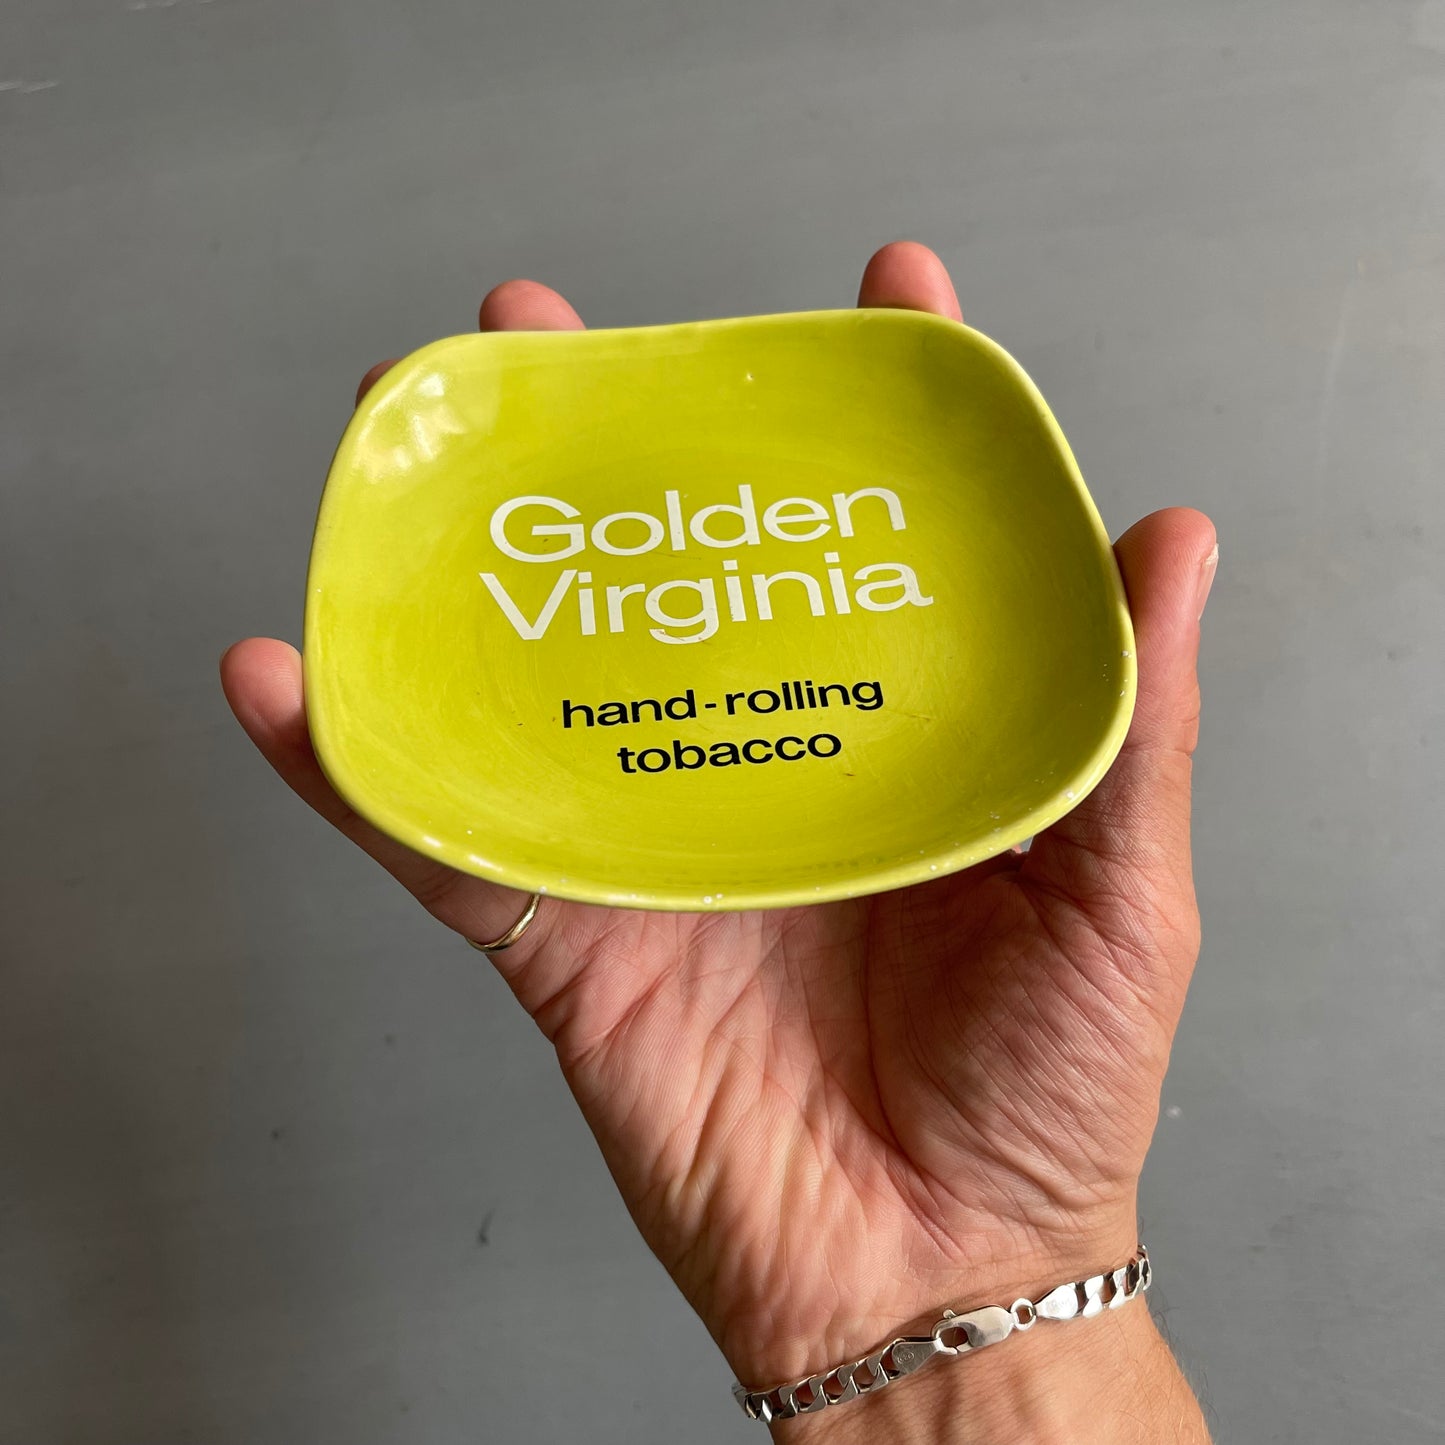 Golden
Virginia
hand-rolling
tobacco